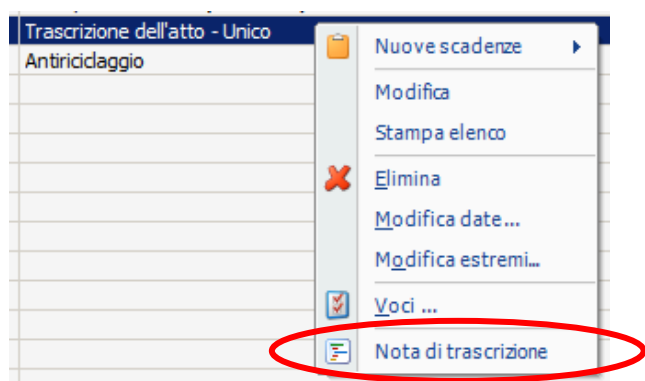 Trascrizione dell'atto - Unico
Antiriciclaggio
Nuove scadenze
Modifica
Stampa elenco
Elimina
Modifica date...
Modifica estremi...
Voci ...
Nota di trascrizione